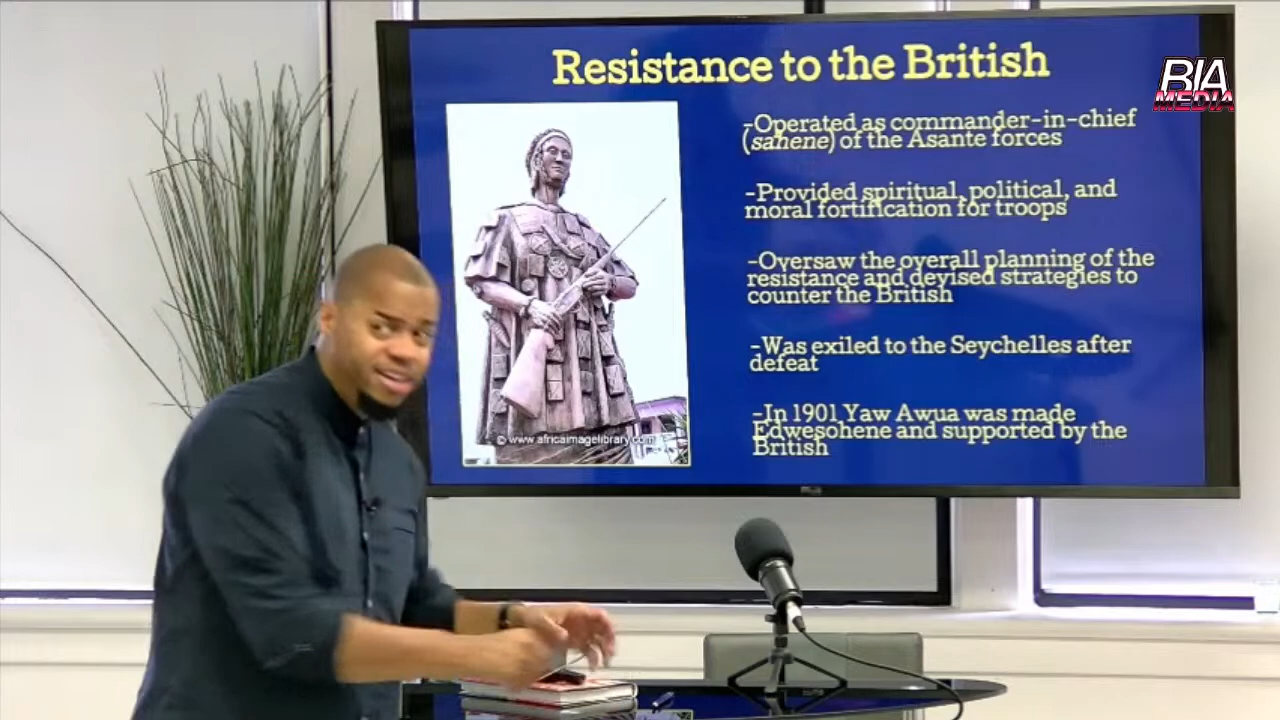 Resistance to the British
BIA
MEDIA
-Operated as commander-in-chief
(sahene) of the Asante forces
-Provided spiritual, political, and
moral fortification for troops
-Oversaw the overall planning of the
resistance and devised strategies to
counter the British
-Was exiled to the Seychelles after
defeat
-In 1901 Yaw Awua was made
Edwesohene and supported by the
British
© www.africaimagelibrary.com